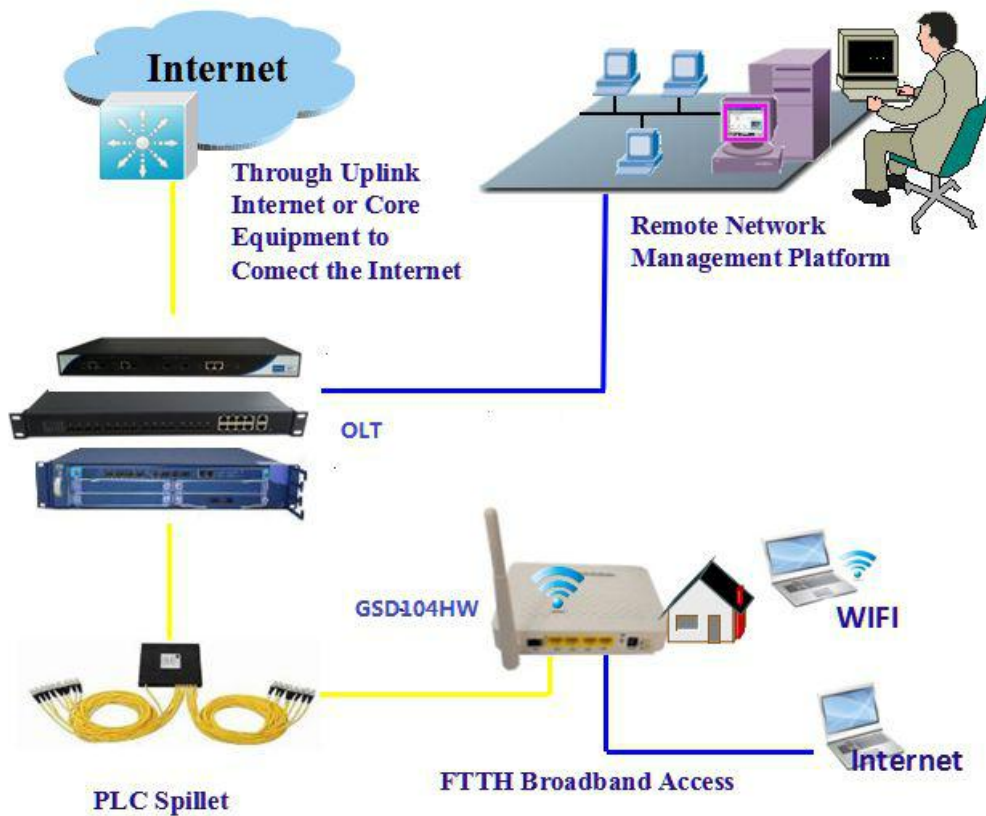 Internet
Through Uplink
Internet or Core
Equipment to
Comect the Internet
Remote Network
Management Platform
OLT
GSD104HW
WIFI
Internet
FTTH Broadband Access
PLC Spillet